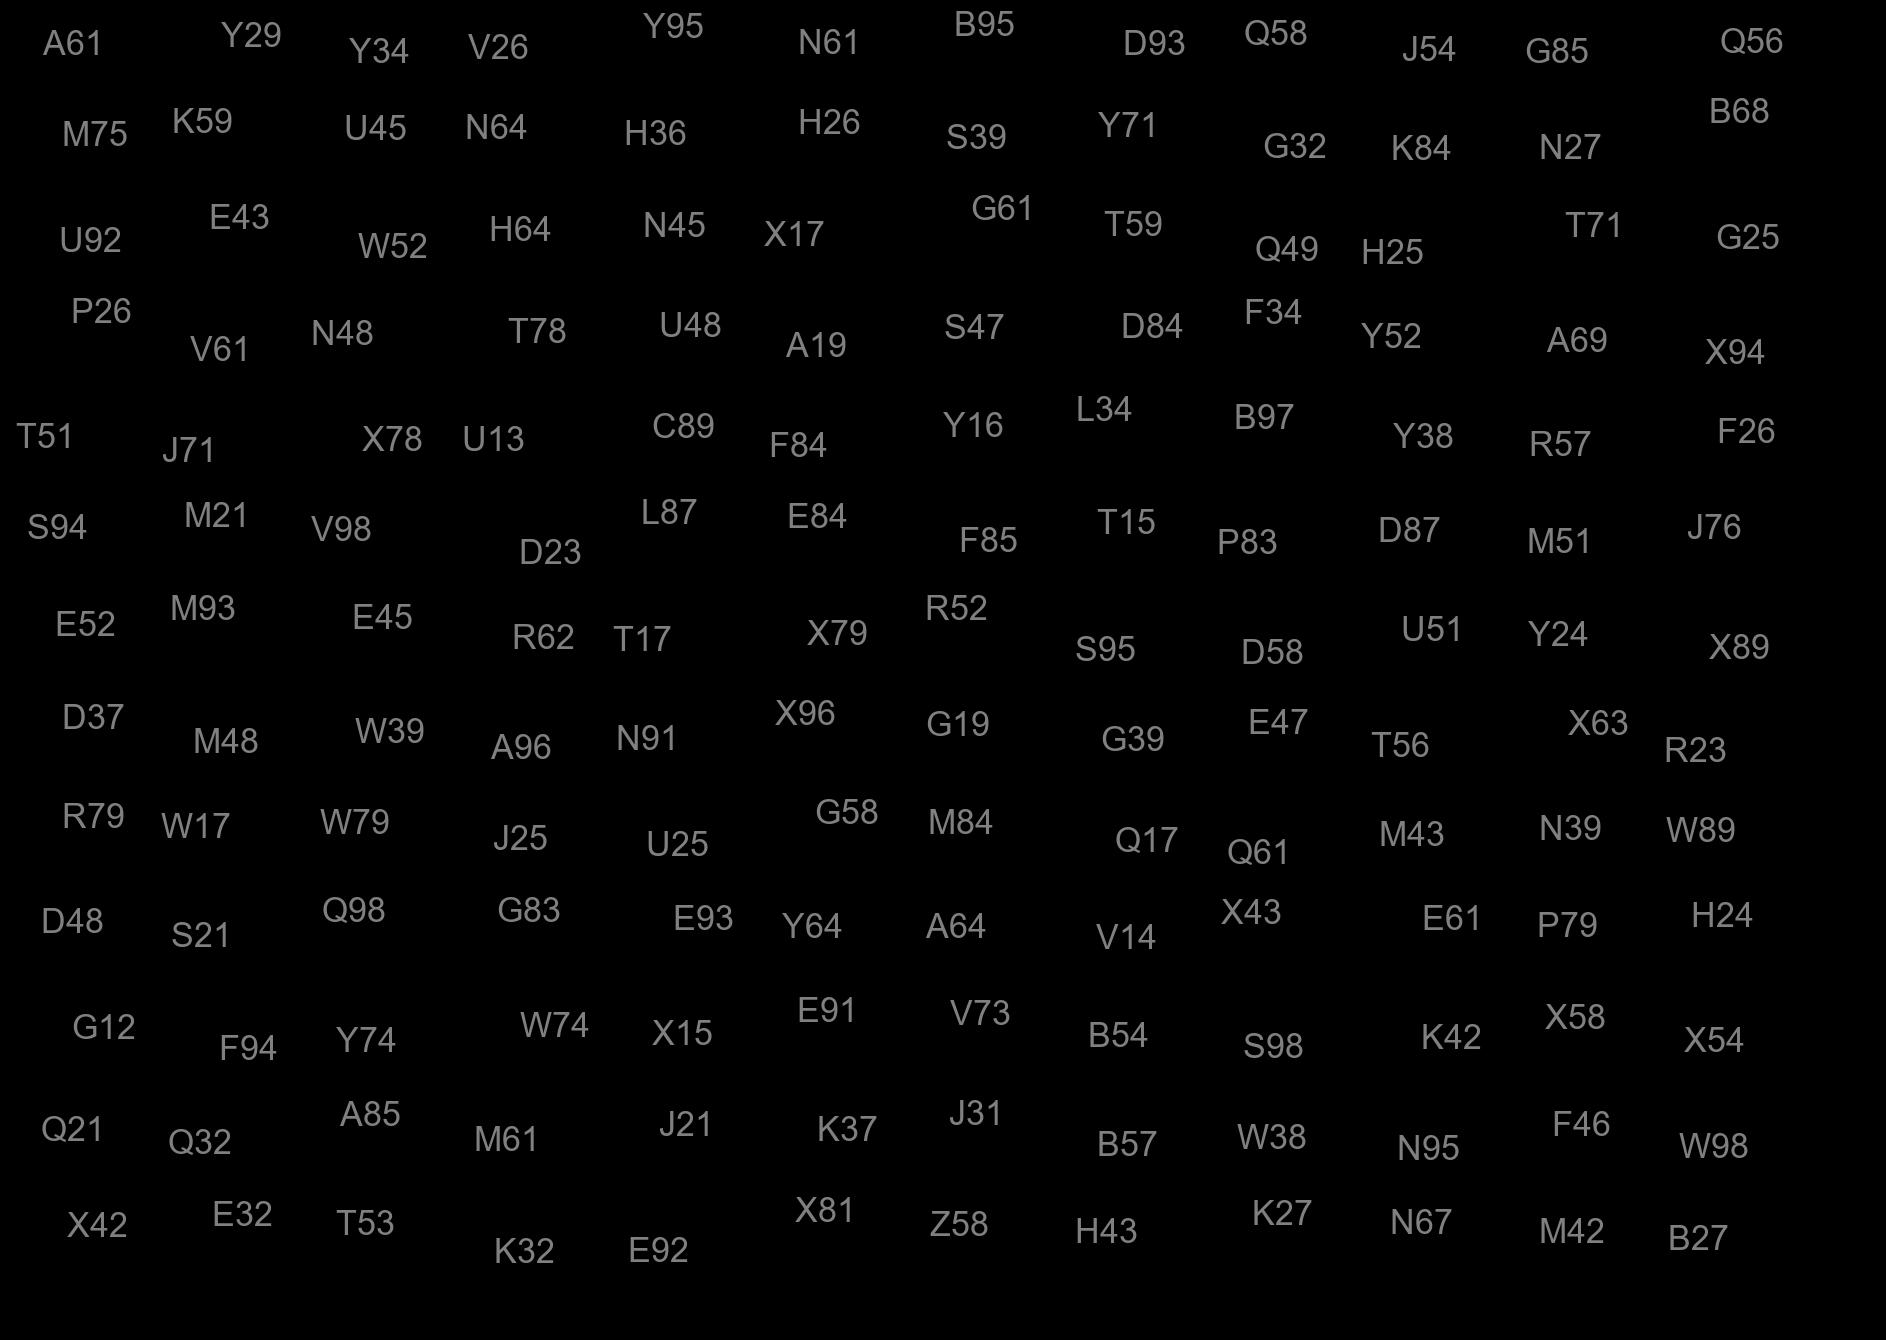 A61 Y29 Y34 V26 Y95 N61 B95 D93 Q58 J54 G85 Q56
M75 K59 U45 N64 H36 H26 S39 Y71 G32 K84 N27 B68
U92 E43 W52 H64 N45 X17 G61 T59 Q49 H25 T71 G25
P26 V61 N48 T78 U48 A19 S47 D84 F34 Y52 A69 X94
T51 J71 X78 U13 C89 F84 Y16 L34 B97 Y38 R57 F26
S94 M21 V98 D23 L87 E84 F85 T15 P83 D87 M51 J76
E52 M93 E45 R62 T17 X79 R52 S95 D58 U51 Y24 X89
D37 M48 W39 A96 N91 X96 G19 G39 E47 T56 X63 R23
R79 W17 W79 J25 U25 G58 M84 Q17 Q61 M43 N39 W89
D48 S21 Q98 G83 E93 Y64 A64 V14 X43 E61 P79 H24
G12 F94 Y74 W74 X15 E91 V73 B54 S98 K42 X58 X54
Q21 Q32 A85 M61 J21 K37 J31 B57 W38 N95 F46 W98
X42 E32 T53 K32 E92 X81 Z58 H43 K27 N67 M42 B27